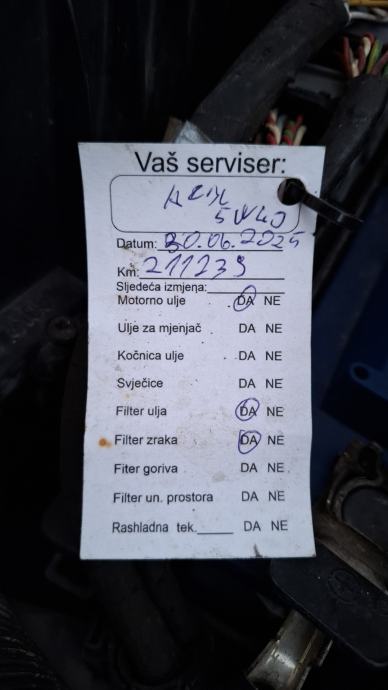 Vaš serviser:
5W40
Datum: 30.06.2025
Km: 211239
Sljedeća izmjena:
Motorno ulje DA NE
Ulje za mjenjač DA NE
Kočnica ulje DA NE
Svječice DA NE
Filter ulja DA NE
Filter zraka DA NE
Fiter goriva DA NE
Filter un. prostora DA NE
Rashladna tek. DA NE